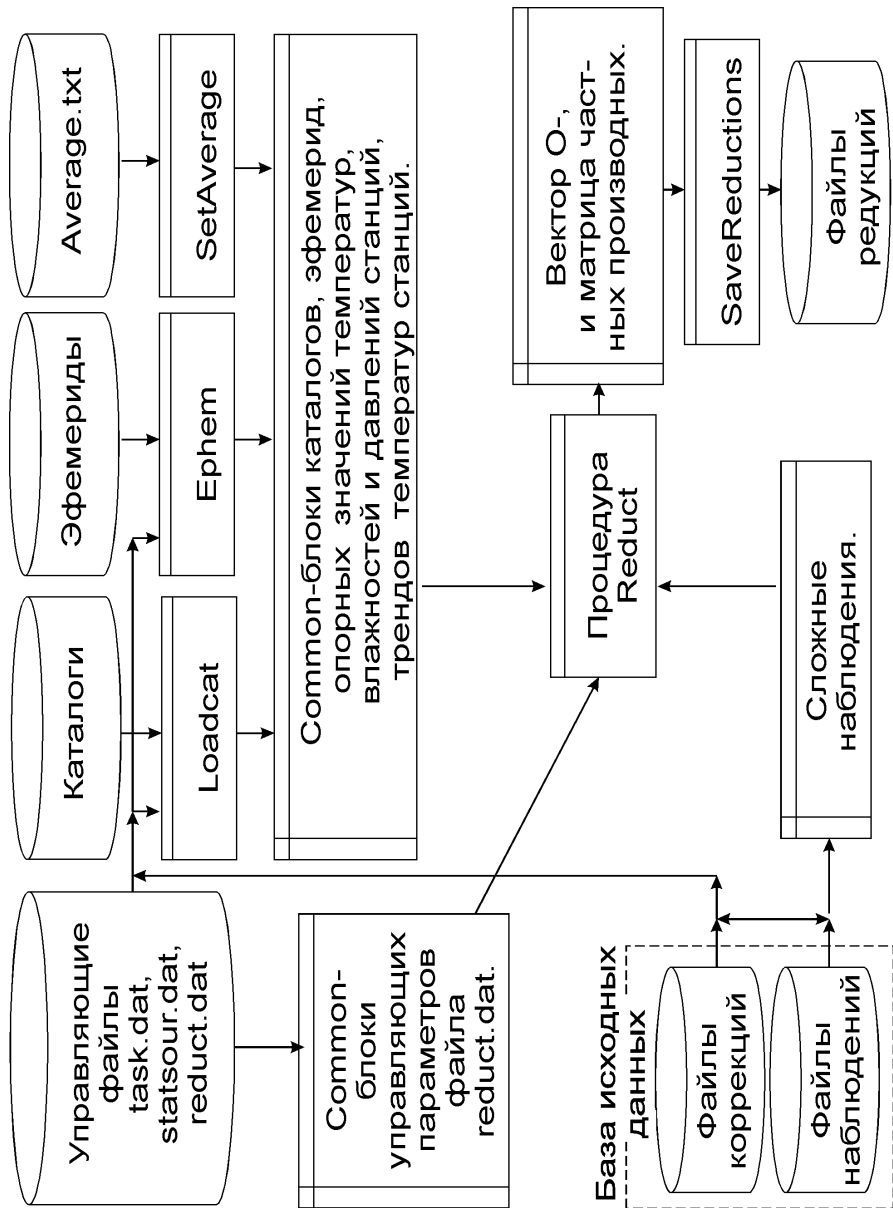 Управляющие
файлы
task.dat,
statsour.dat,
reduct.dat
Каталоги
Эфемериды
Average.txt
Loadcat
Ephem
SetAverage
Common-
блоки
управляющих
параметров
файла
reduct.dat.
Common-блоки каталогов, эфемерид,
опорных значений температур,
влажностей и давлений станций,
трендов температур станций.
База исходных
данных
Файлы
коррекций
Файлы
наблюдений
Сложные
наблюдения.
Процедура
Reduct
Вектор О-,
и матрица част-
ных производных.
SaveReductions
Файлы
редукций